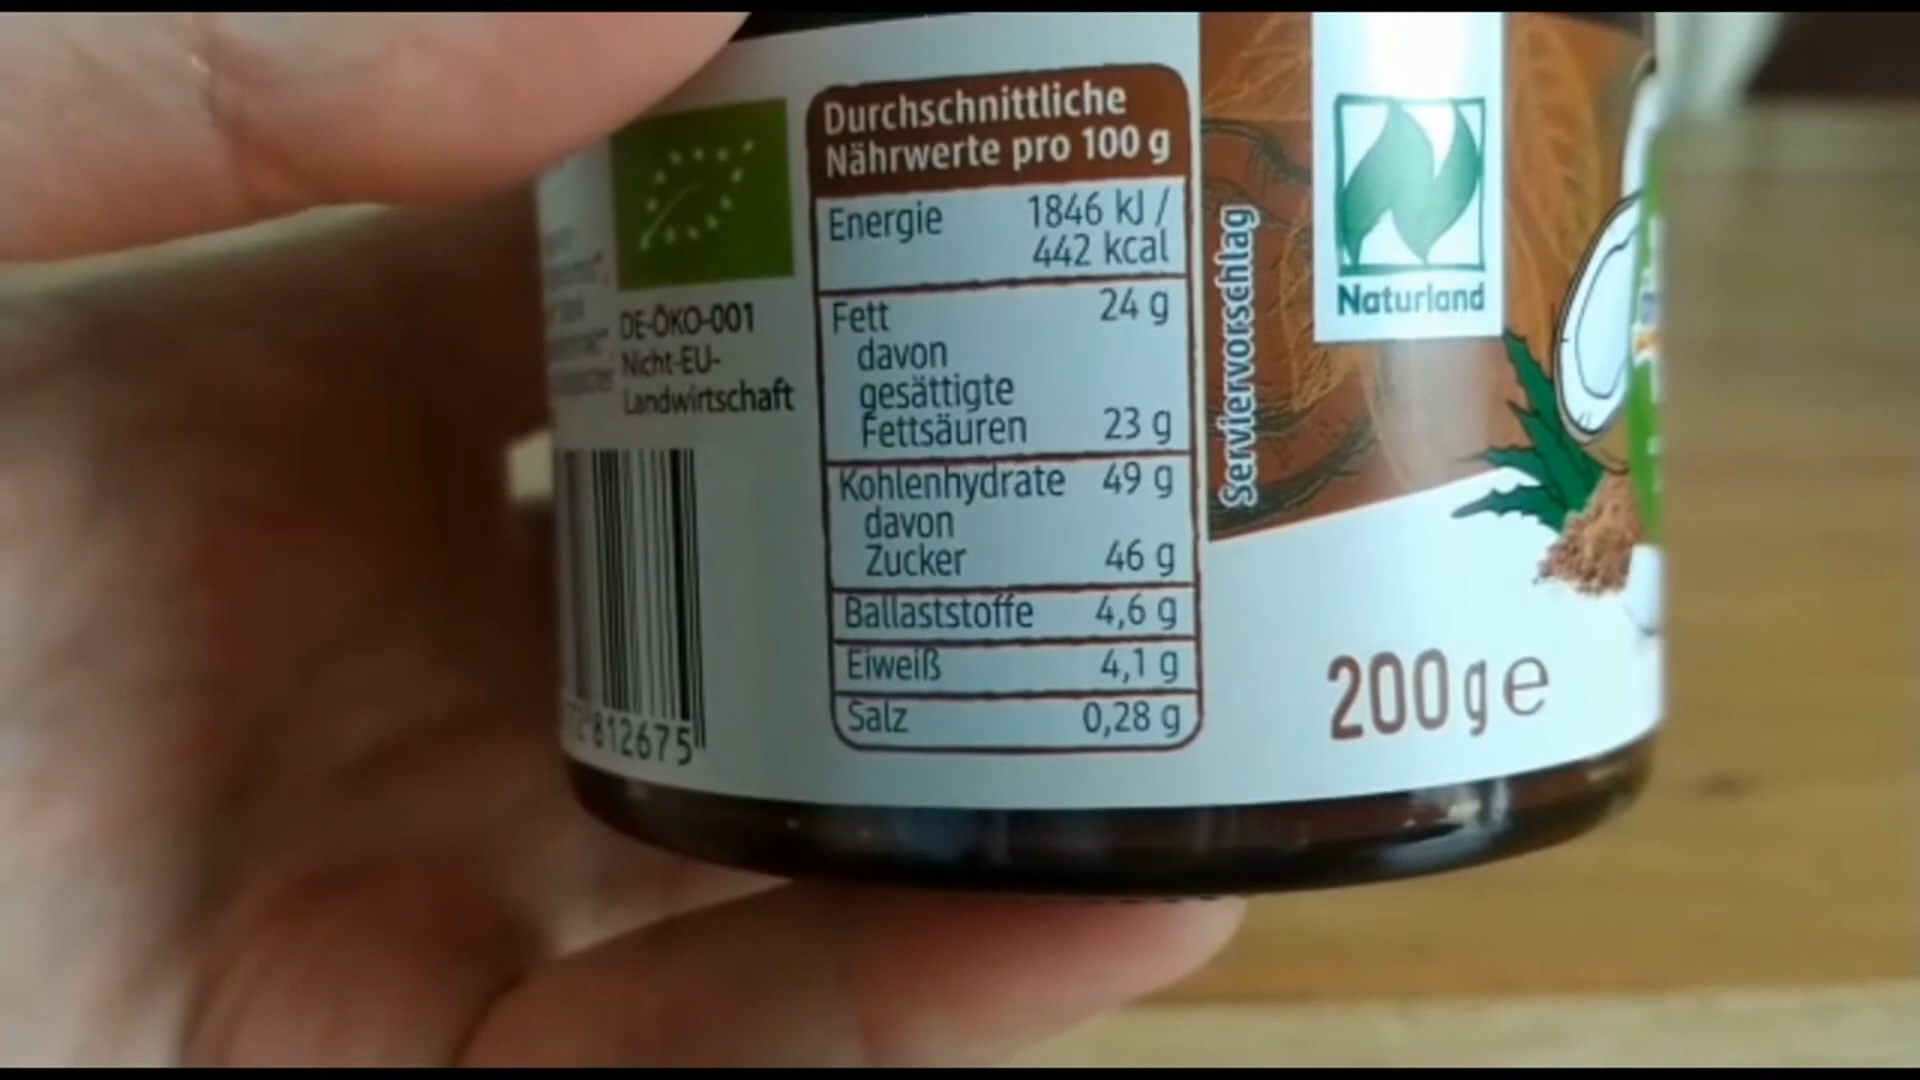 DE-ÖKO-001
Nicht-EU-
Landwirtschaft
812675
Durchschnittliche
Nährwerte pro 100 g
Energie 1846 kJ /
442 kcal
Fett 24 g
davon
gesättigte
Fettsäuren 23 g
Kohlenhydrate 49 g
davon
Zucker 46 g
Ballaststoffe 4,6 g
Eiweiß 4,1 g
Salz 0,28 g
Serviervorschlag
Naturland
200 g e